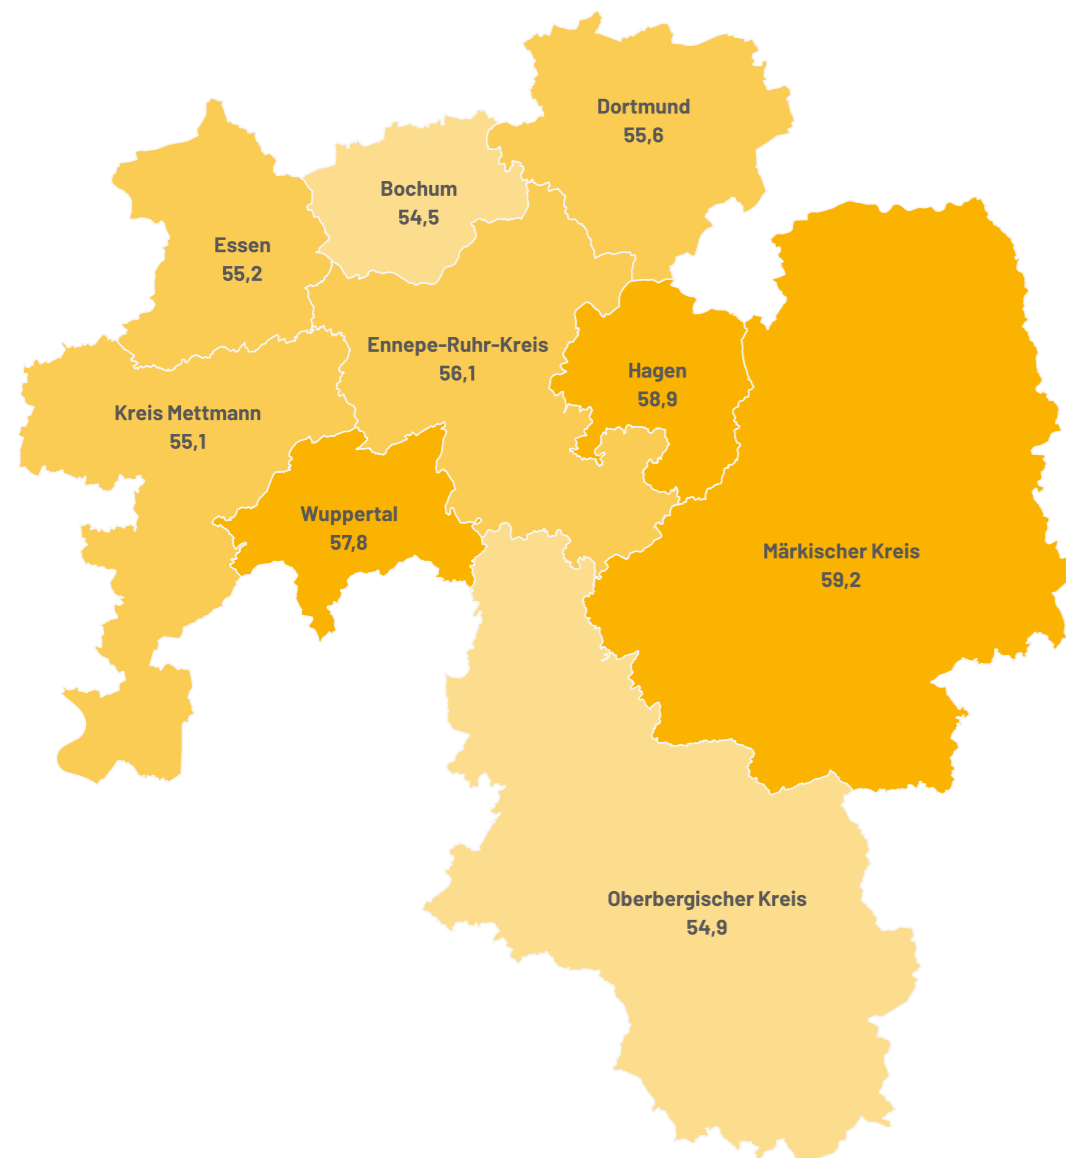 Dortmund
55,6
Bochum
54,5
Essen
55,2
Ennepe-Ruhr-Kreis
56,1
Hagen
58,9
Kreis Mettmann
55,1
Wuppertal
57,8
Märkischer Kreis
59,2
Oberbergischer Kreis
54,9